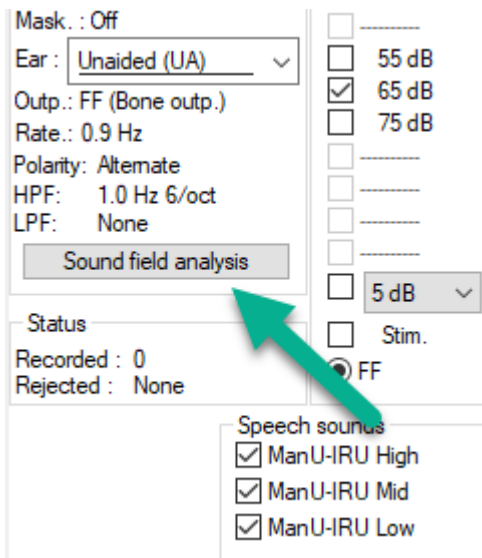 Mask. : Off
Ear : Unaided (UA)
Outp.: FF (Bone outp.)
Rate.: 0.9 Hz
Polarity: Alternate
HPF: 1.0 Hz 6/oct
LPF: None
Sound field analysis
Status
Recorded : 0
Rejected : None
----------
55 dB
65 dB
75 dB
----------
----------
----------
----------
5 dB
Stim.
FF
Speech sounds
ManU-IRU High
ManU-IRU Mid
ManU-IRU Low